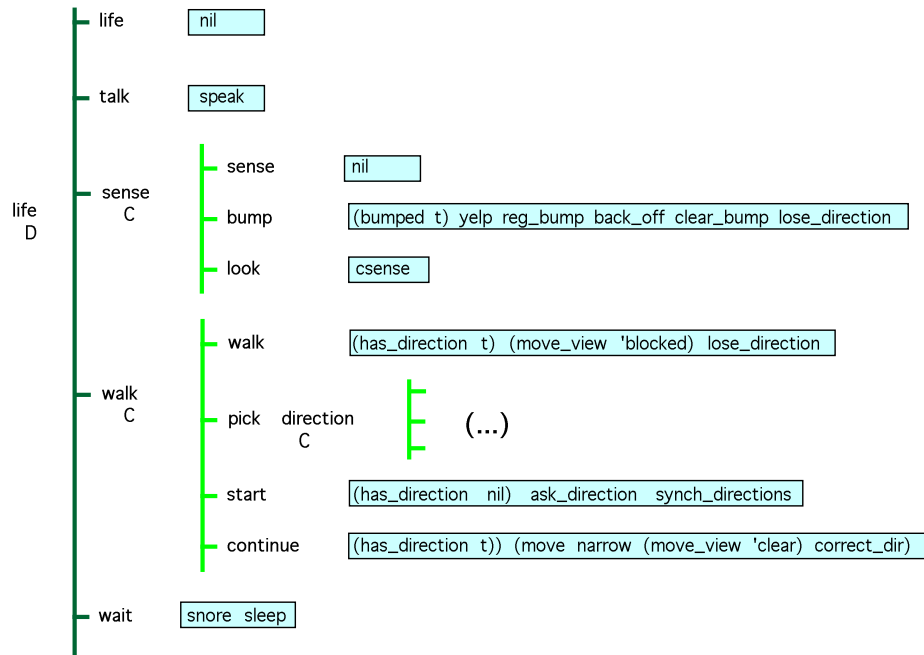 life nil
talk speak
sense nil
sense
C
bump (bumped t) yelp reg_bump back_off clear_bump lose_direction
life
D
look csense
walk (has_direction t) (move_view 'blocked) lose_direction
walk
C
pick direction
C
(...)
start (has_direction nil) ask_direction synch_directions
continue (has_direction t)) (move narrow (move_view 'clear) correct_dir)
wait snore sleep